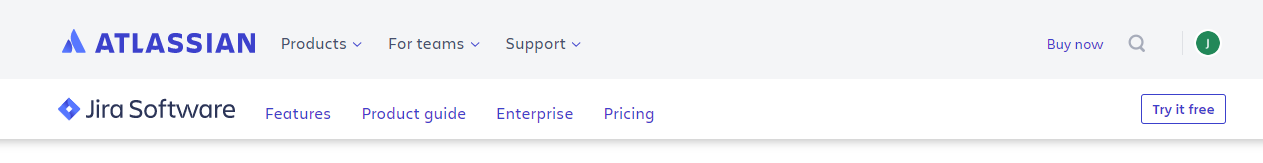 ATLASSIAN Products For teams Support Buy now J
Jira Software Features Product guide Enterprise Pricing Try it free